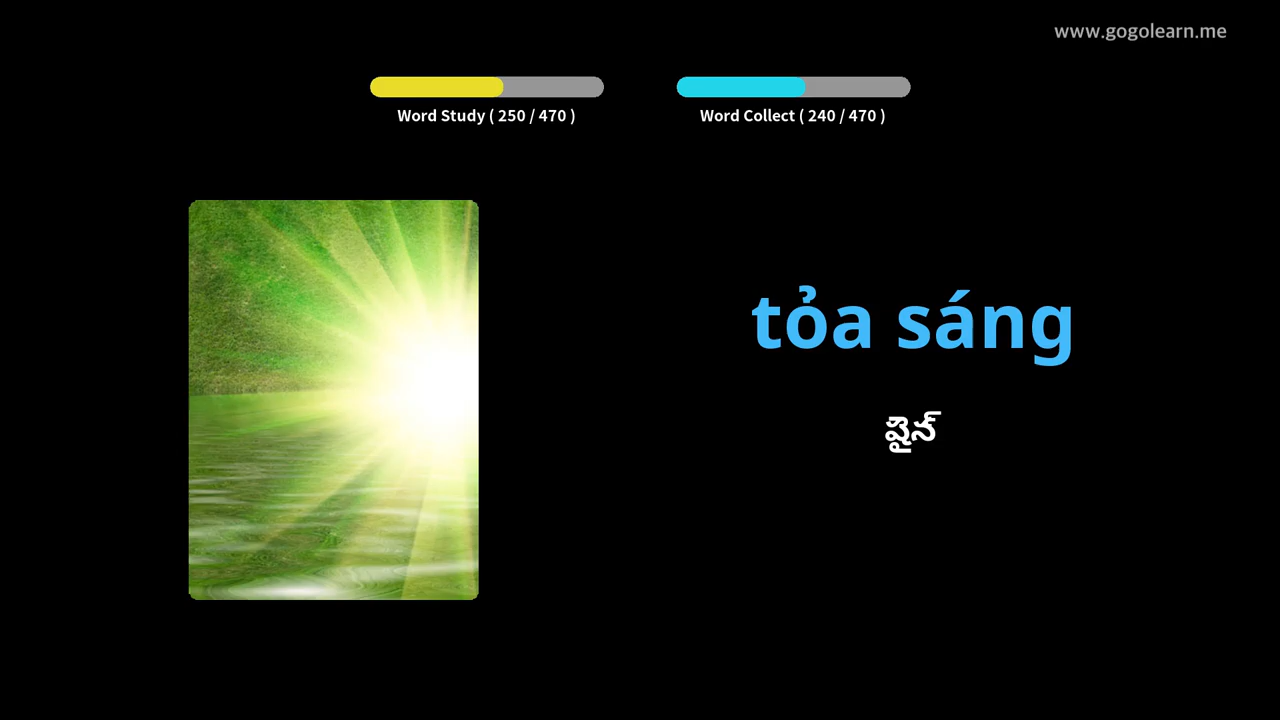 www.gogolearn.me
Word Study ( 250 / 470 )
Word Collect ( 240 / 470 )
tỏa sáng
షైన్